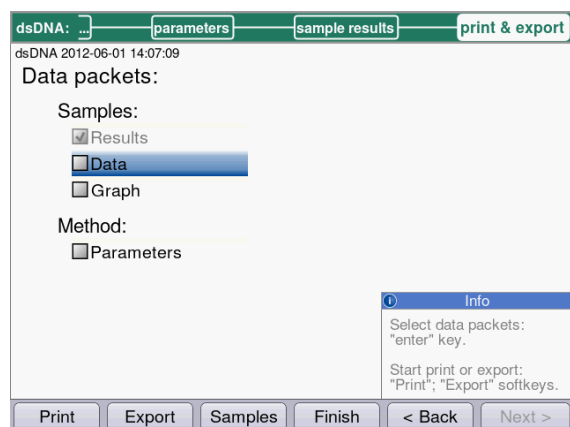 dsDNA: ... parameters sample results print & export
dsDNA 2012-06-01 14:07:09
Data packets:
Samples:
Results
Data
Graph
Method:
Parameters
Info
Select data packets:
"enter" key.
Start print or export:
"Print"; "Export" softkeys.
Print Export Samples Finish < Back Next >